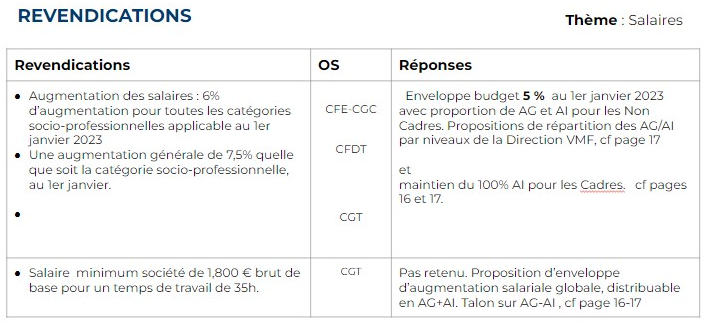 REVENDICATIONS
Thème : Salaires
Revendications
OS
Réponses
● Augmentation des salaires : 6%
d’augmentation pour toutes les catégories
socio-professionnelles applicable au 1er
janvier 2023
● Une augmentation générale de 7,5% quelle
que soit la catégorie socio-professionnelle,
au 1er janvier.
●
CFE-CGC
CFDT
CGT
Enveloppe budget 5 % au 1er janvier 2023
avec proportion de AG et AI pour les Non
Cadres. Propositions de répartition des AG/AI
par niveaux de la Direction VMF, cf page 17
et
maintien du 100% AI pour les Cadres. cf pages
16 et 17.
● Salaire minimum société de 1,800 € brut de
base pour un temps de travail de 35h.
CGT
Pas retenu. Proposition d’enveloppe
d’augmentation salariale globale, distribuable
en AG+AI. Talon sur AG-AI , cf page 16-17